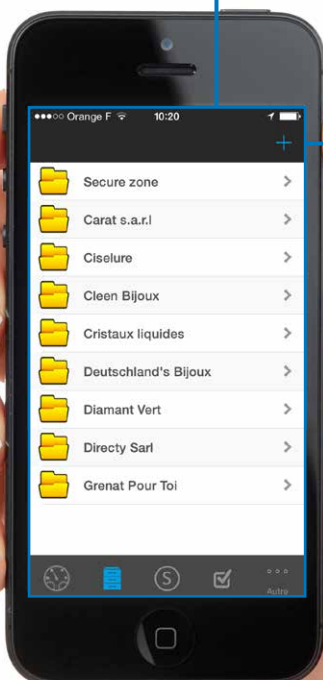 Orange F 10:20
+
Secure zone
Carat s.a.r.l
Ciselure
Cleen Bijoux
Cristaux liquides
Deutschland's Bijoux
Diamant Vert
Directy Sarl
Grenat Pour Toi
S
Autre